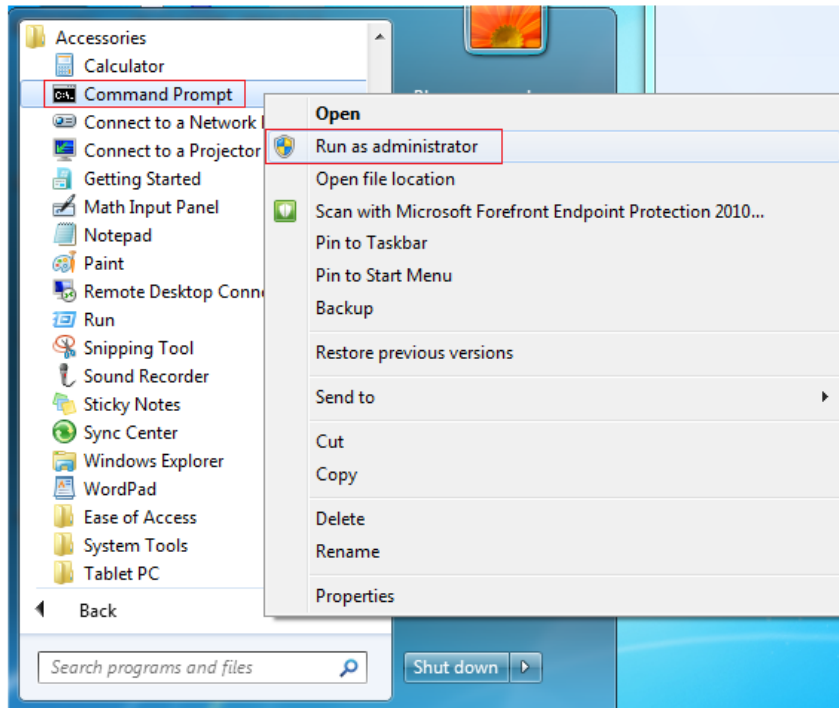 Accessories
Calculator
Command Prompt
Connect to a Network
Connect to a Projector
Getting Started
Math Input Panel
Notepad
Paint
Remote Desktop Conn
Run
Snipping Tool
Sound Recorder
Sticky Notes
Sync Center
Windows Explorer
WordPad
Ease of Access
System Tools
Tablet PC
Back
Search programs and files
Open
Run as administrator
Open file location
Scan with Microsoft Forefront Endpoint Protection 2010...
Pin to Taskbar
Pin to Start Menu
Backup
Restore previous versions
Send to
Cut
Copy
Delete
Rename
Properties
Shut down